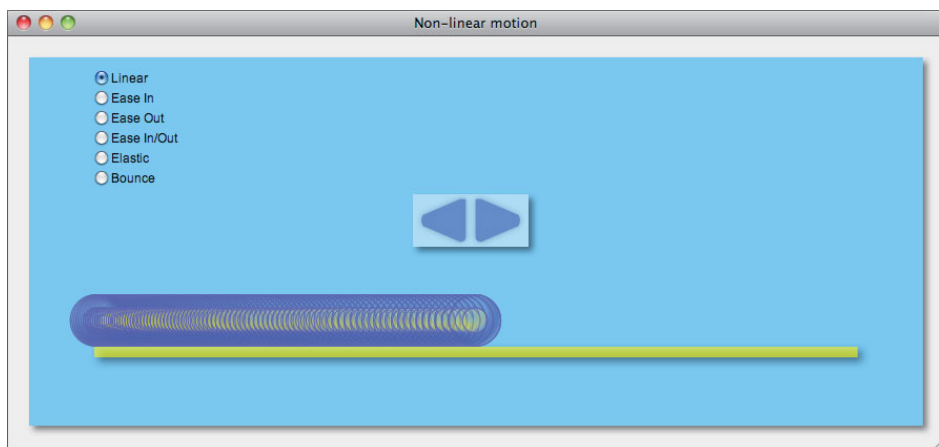 Non-linear motion
Linear
Ease In
Ease Out
Ease In/Out
Elastic
Bounce